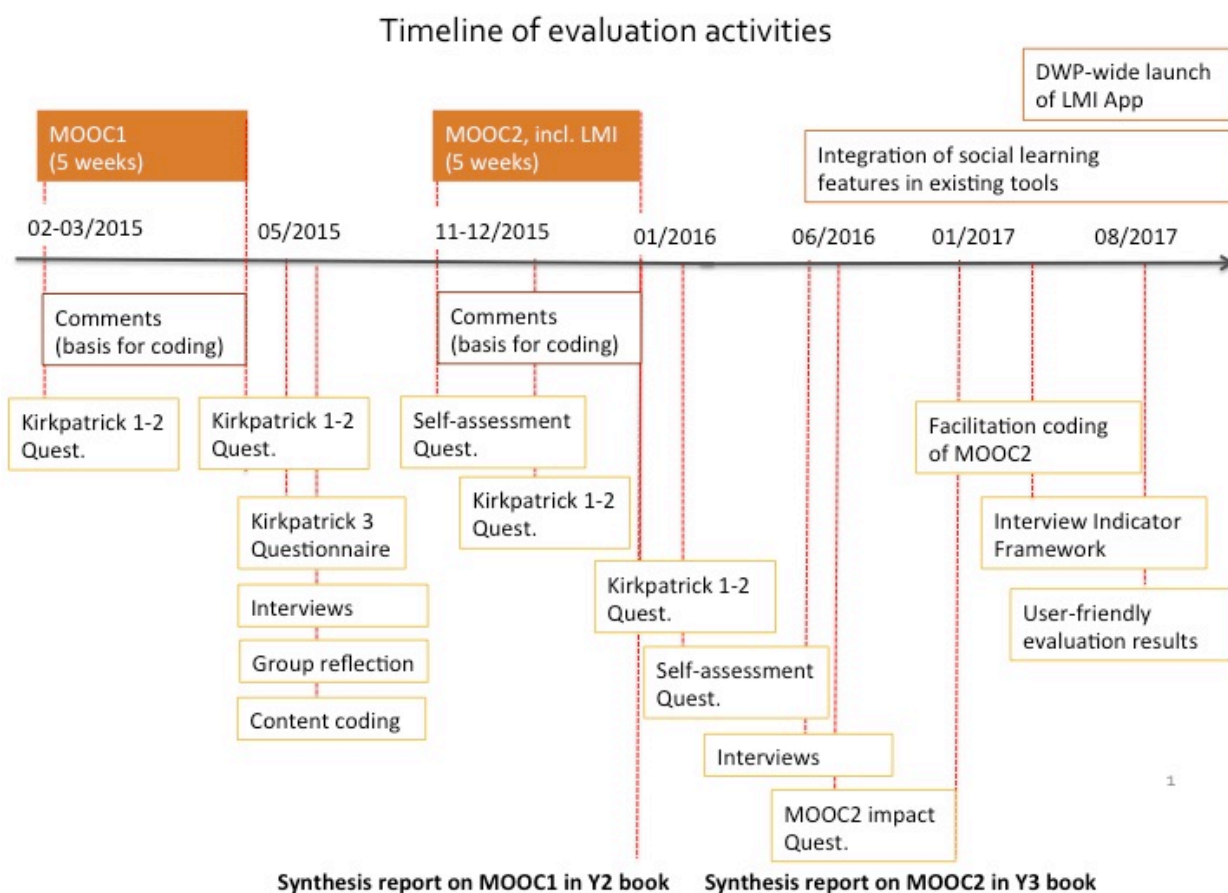 Timeline of evaluation activities
DWP-wide launch
of LMI App
MOOC1
(5 weeks)
MOOC2, incl. LMI
(5 weeks)
Integration of social learning
features in existing tools
02-03/2015
05/2015
11-12/2015
01/2016
06/2016
01/2017
08/2017
Comments
(basis for coding)
Comments
(basis for coding)
Kirkpatrick 1-2
Quest.
Kirkpatrick 1-2
Quest.
Self-assessment
Quest.
Facilitation coding
of MOOC2
Kirkpatrick 1-2
Quest.
Kirkpatrick 3
Questionnaire
Interview Indicator
Framework
Interviews
Kirkpatrick 1-2
Quest.
User-friendly
evaluation results
Group reflection
Self-assessment
Quest.
Content coding
Interviews
1
MOOC2 impact
Quest.
Synthesis report on MOOC1 in Y2 book
Synthesis report on MOOC2 in Y3 book